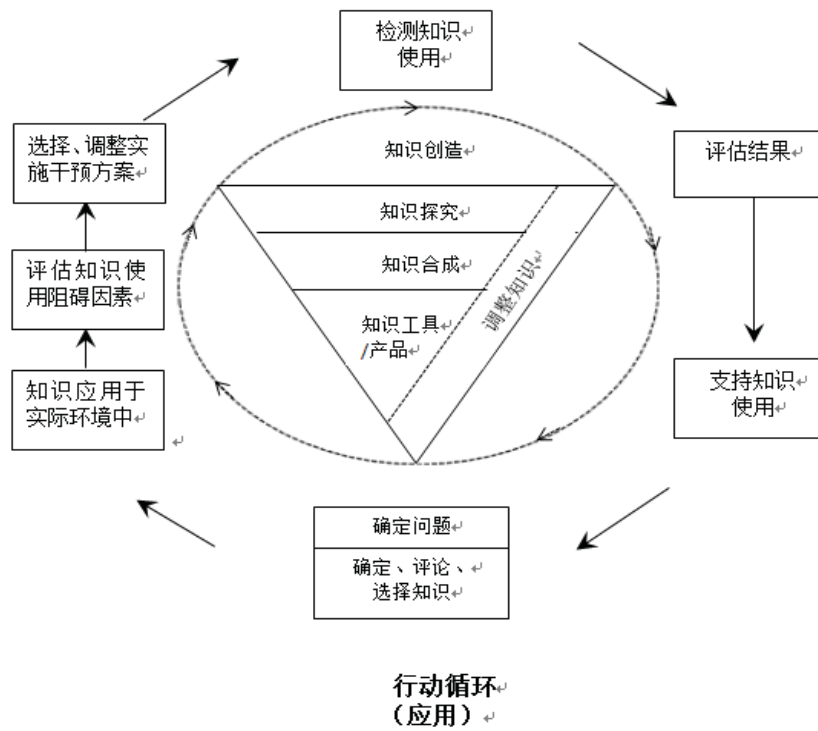 检测知识
使用
选择、调整实
施干预方案
评估结果
知识创造
知识探究
知识合成
知识工具
/产品
调整知识
评估知识使
用阻碍因素
知识应用于
实际环境中
支持知识
使用
确定问题
确定、评论、
选择知识
行动循环
（应用）